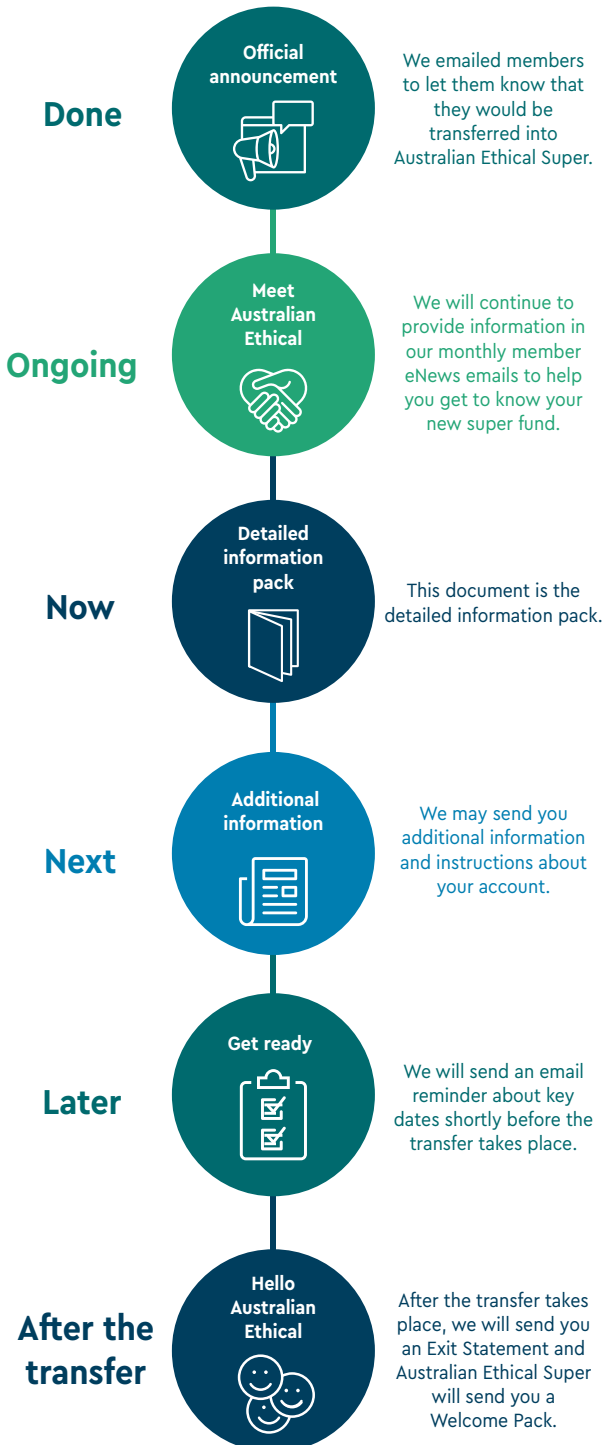 Done
Official
announcement
We emailed members
to let them know that
they would be
transferred into
Australian Ethical Super.
Ongoing
Meet
Australian
Ethical
We will continue to
provide information in
our monthly member
eNews emails to help
you get to know your
new super fund.
Now
Detailed
information
pack
This document is the
detailed information pack.
Next
Additional
information
We may send you
additional information
and instructions about
your account.
Later
Get ready
We will send an email
reminder about key
dates shortly before the
transfer takes place.
After the
transfer
Hello
Australian
Ethical
After the transfer takes
place, we will send you
an Exit Statement and
Australian Ethical Super
will send you a
Welcome Pack.